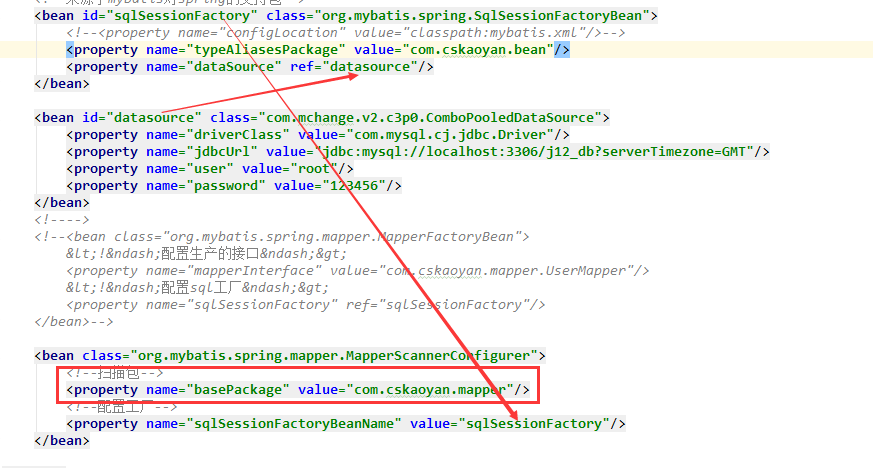 <bean id="sqlSessionFactory" class="org.mybatis.spring.SqlSessionFactoryBean">
<!--<property name="configLocation" value="classpath:mybatis.xml"/>-->
<property name="typeAliasesPackage" value="com.cskaoyan.bean"/>
<property name="dataSource" ref="datasource"/>
</bean>
<bean id="datasource" class="com.mchange.v2.c3p0.ComboPooledDataSource">
<property name="driverClass" value="com.mysql.cj.jdbc.Driver"/>
<property name="jdbcUrl" value="jdbc:mysql://localhost:3306/j12_db?serverTimezone=GMT"/>
<property name="user" value="root"/>
<property name="password" value="123456"/>
</bean>
<!---->
<!--<bean class="org.mybatis.spring.mapper.MapperFactoryBean">
&lt;!&ndash;配置生产的接口&ndash;&gt;
<property name="mapperInterface" value="com.cskaoyan.mapper.UserMapper"/>
&lt;!&ndash;配置sql工厂&ndash;&gt;
<property name="sqlSessionFactory" ref="sqlSessionFactory"/>
</bean>-->
<bean class="org.mybatis.spring.mapper.MapperScannerConfigurer">
<!--扫描包-->
<property name="basePackage" value="com.cskaoyan.mapper"/>
<!--配置工厂-->
<property name="sqlSessionFactoryBeanName" value="sqlSessionFactory"/>
</bean>